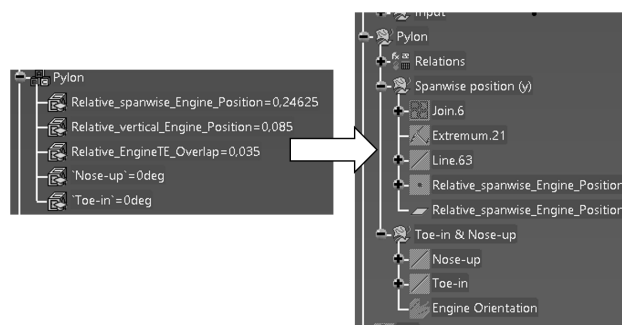 Pylon
Relative_spanwise_Engine_Position=0,24625
Relative_vertical_Engine_Position=0,085
Relative_EngineTE_Overlap=0,035
`Nose-up`=0deg
`Toe-in`=0deg
Input
Pylon
Relations
Spanwise position (y)
Join.6
Extremum.21
Line.63
Relative_spanwise_Engine_Position
Relative_spanwise_Engine_Position
Toe-in & Nose-up
Nose-up
Toe-in
Engine Orientation